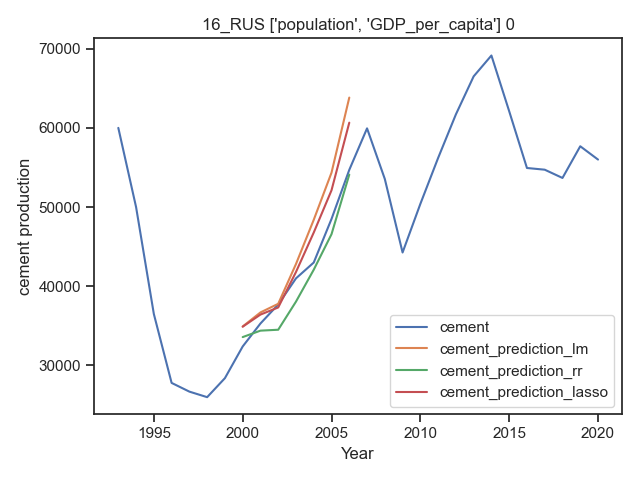 16_RUS ['population', 'GDP_per_capita'] 0
70000
60000
50000
40000
30000
cement production
1995
2000
2005
2010
2015
2020
Year
cement
cement_prediction_lm
cement_prediction_rr
cement_prediction_lasso